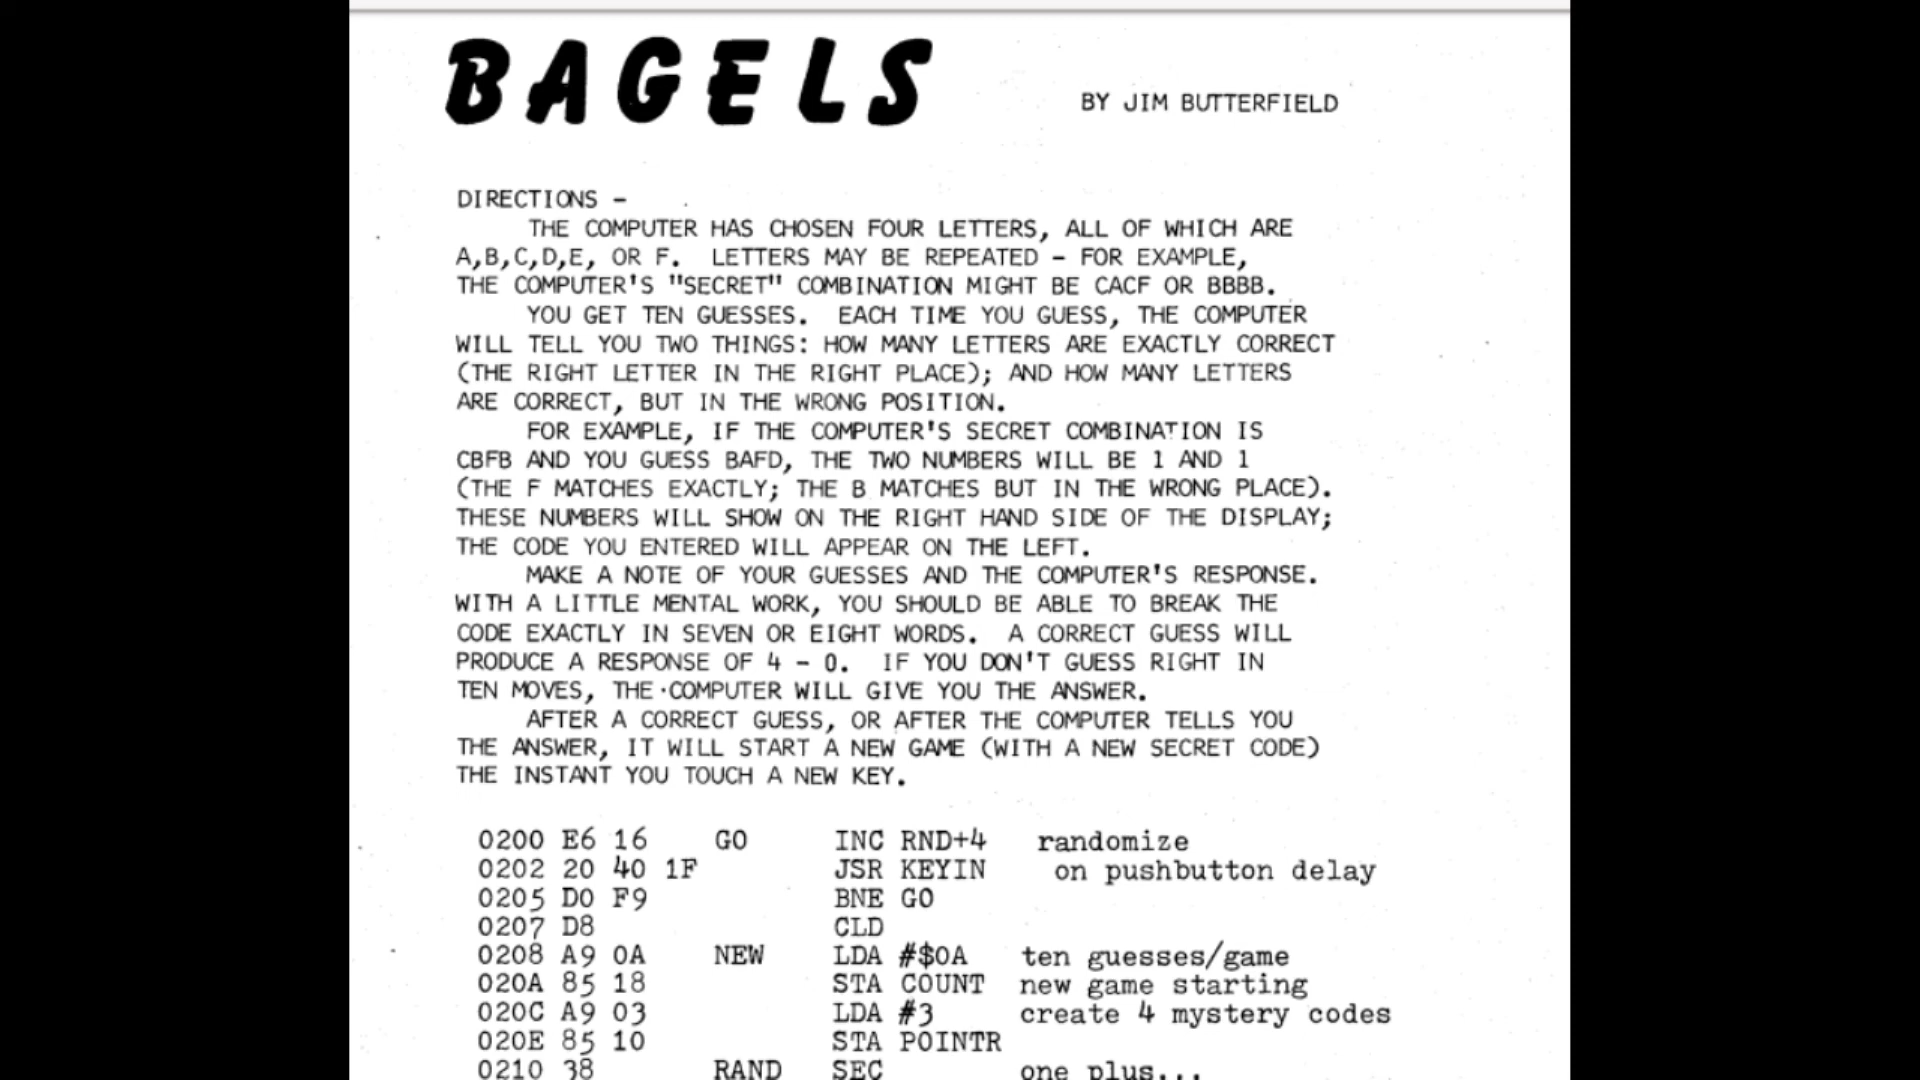 BAGELS
BY JIM BUTTERFIELD
DIRECTIONS -
THE COMPUTER HAS CHOSEN FOUR LETTERS, ALL OF WHICH ARE
A,B,C,D,E, OR F. LETTERS MAY BE REPEATED - FOR EXAMPLE,
THE COMPUTER'S "SECRET" COMBINATION MIGHT BE CACF OR BBBB.
YOU GET TEN GUESSES. EACH TIME YOU GUESS, THE COMPUTER
WILL TELL YOU TWO THINGS: HOW MANY LETTERS ARE EXACTLY CORRECT
(THE RIGHT LETTER IN THE RIGHT PLACE); AND HOW MANY LETTERS
ARE CORRECT, BUT IN THE WRONG POSITION.
FOR EXAMPLE, IF THE COMPUTER'S SECRET COMBINATION IS
CBFB AND YOU GUESS BAFD, THE TWO NUMBERS WILL BE 1 AND 1
(THE F MATCHES EXACTLY; THE B MATCHES BUT IN THE WRONG PLACE).
THESE NUMBERS WILL SHOW ON THE RIGHT HAND SIDE OF THE DISPLAY;
THE CODE YOU ENTERED WILL APPEAR ON THE LEFT.
MAKE A NOTE OF YOUR GUESSES AND THE COMPUTER'S RESPONSE.
WITH A LITTLE MENTAL WORK, YOU SHOULD BE ABLE TO BREAK THE
CODE EXACTLY IN SEVEN OR EIGHT WORDS. A CORRECT GUESS WILL
PRODUCE A RESPONSE OF 4 - 0. IF YOU DON'T GUESS RIGHT IN
TEN MOVES, THE COMPUTER WILL GIVE YOU THE ANSWER.
AFTER A CORRECT GUESS, OR AFTER THE COMPUTER TELLS YOU
THE ANSWER, IT WILL START A NEW GAME (WITH A NEW SECRET CODE)
THE INSTANT YOU TOUCH A NEW KEY.
0200 E6 16 GO INC RND+4 randomize
0202 20 40 1F JSR KEYIN on pushbutton delay
0205 D0 F9 BNE GO
0207 D8 CLD
0208 A9 0A NEW LDA #$0A ten guesses/game
020A 85 18 STA COUNT new game starting
020C A9 03 LDA #3 create 4 mystery codes
020E 85 10 STA POINTR
0210 38 RAND SEC one plus...